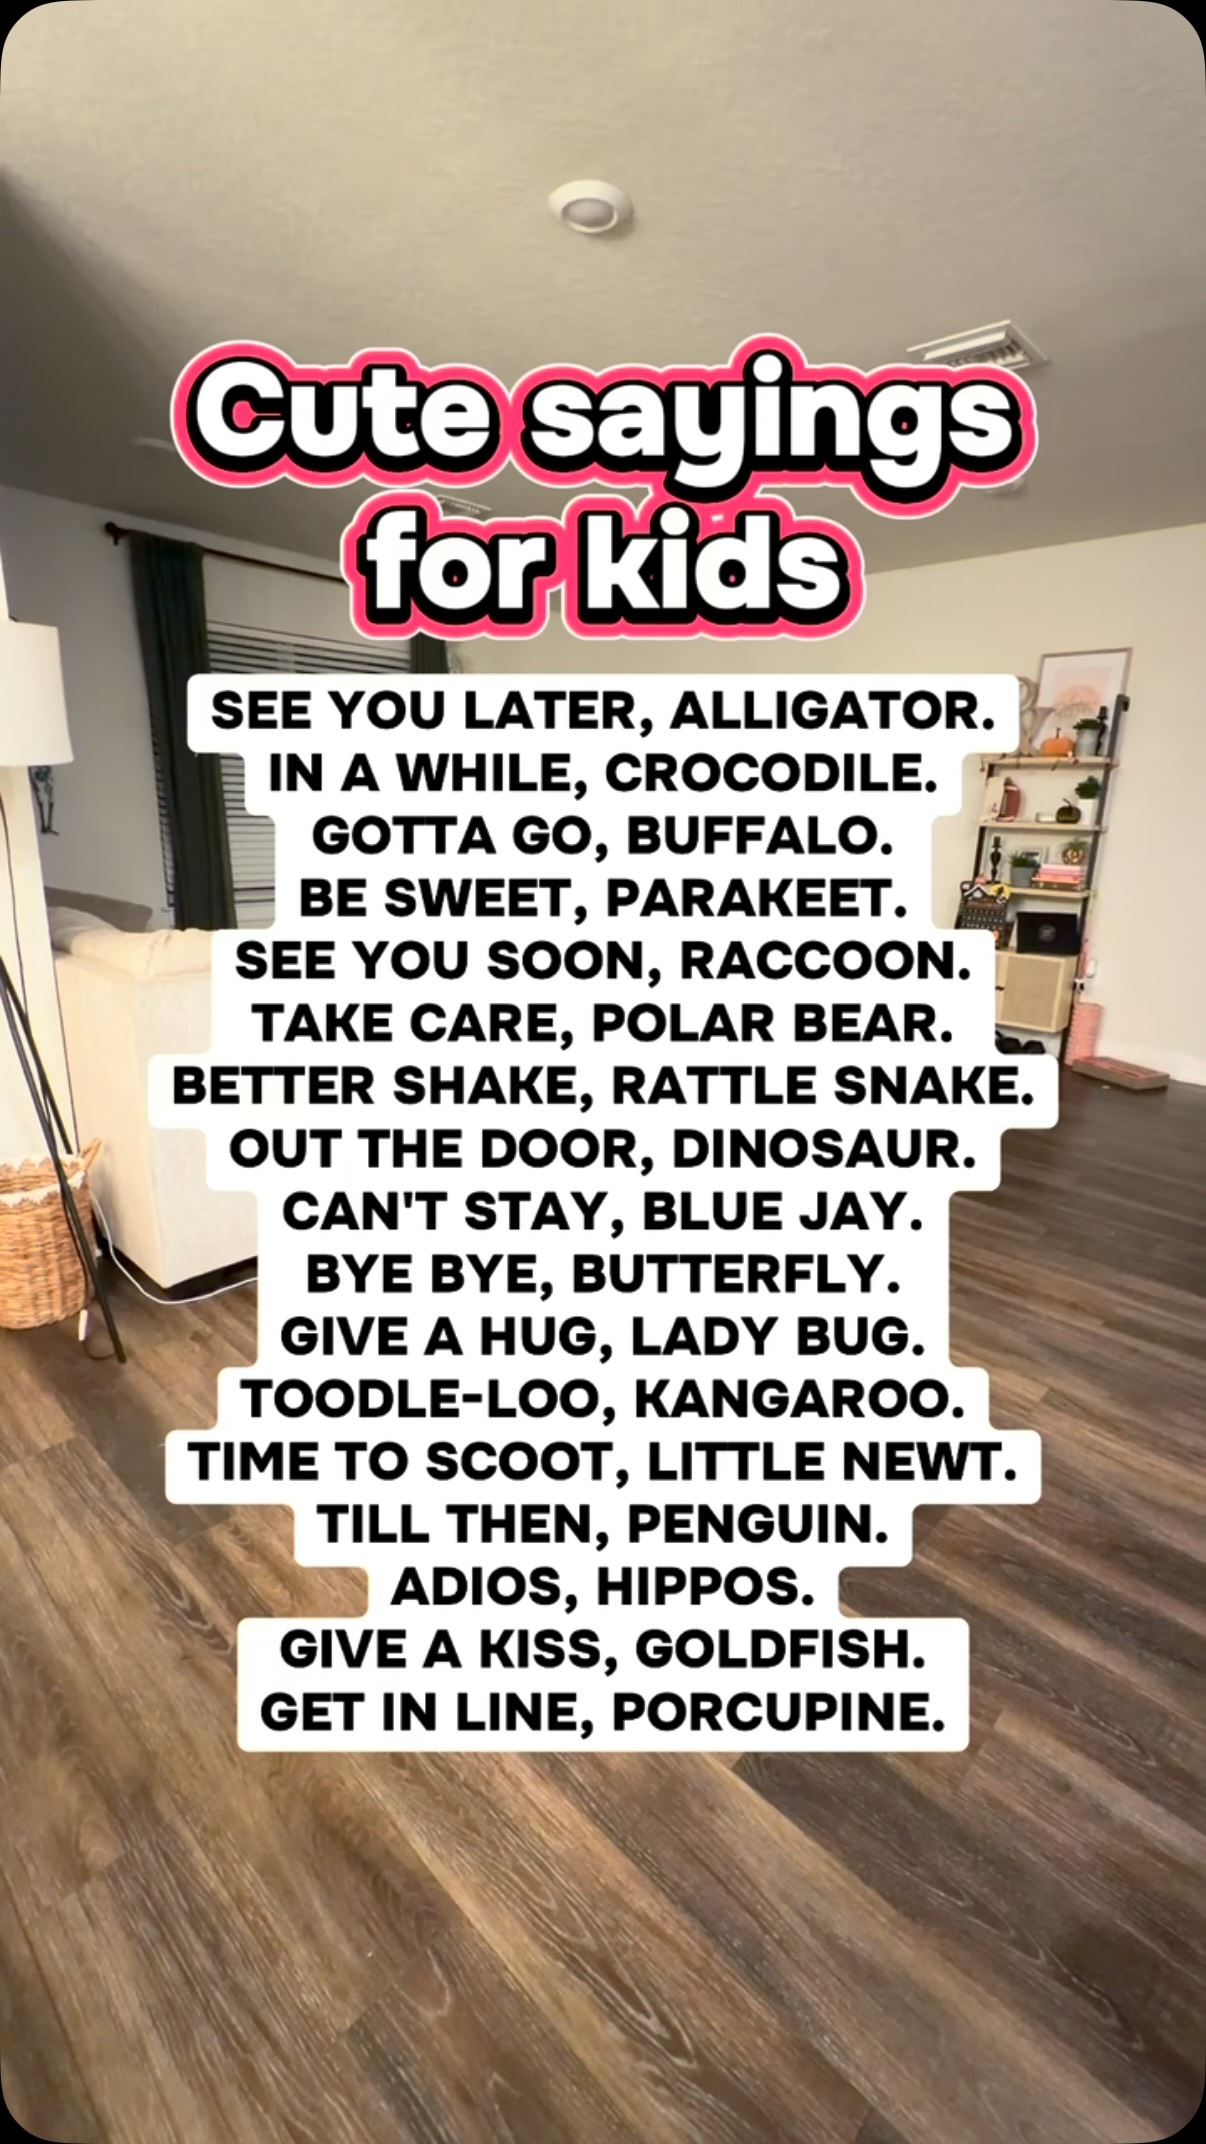 Cute sayings
for kids
SEE YOU LATER, ALLIGATOR.
IN A WHILE, CROCODILE.
GOTTA GO, BUFFALO.
BE SWEET, PARAKEET.
SEE YOU SOON, RACCOON.
TAKE CARE, POLAR BEAR.
BETTER SHAKE, RATTLE SNAKE.
OUT THE DOOR, DINOSAUR.
CAN'T STAY, BLUE JAY.
BYE BYE, BUTTERFLY.
GIVE A HUG, LADY BUG.
TOODLE-LOO, KANGAROO.
TIME TO SCOOT, LITTLE NEWT.
TILL THEN, PENGUIN.
ADIOS, HIPPOS.
GIVE A KISS, GOLDFISH.
GET IN LINE, PORCUPINE.